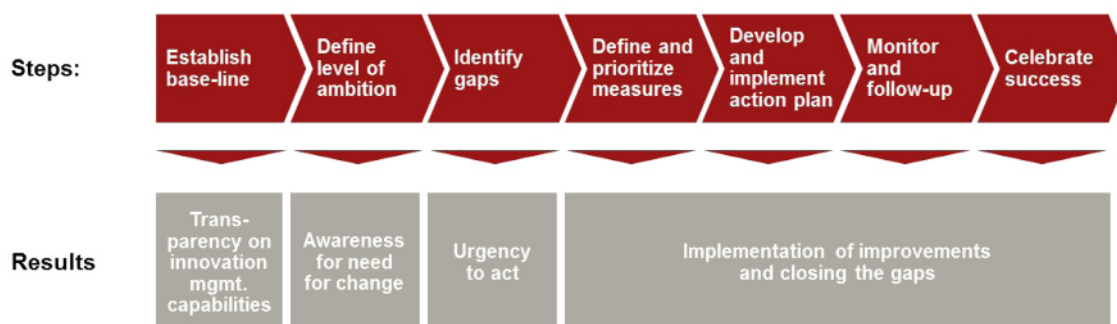 Steps:
Establish
base-line
Define
level of
ambition
Identify
gaps
Define and
prioritize
measures
Develop
and
implement
action plan
Monitor
and
follow-up
Celebrate
success
Results
Trans-
parency on
innovation
mgmt.
capabilities
Awareness
for need
for change
Urgency
to act
Implementation of improvements
and closing the gaps